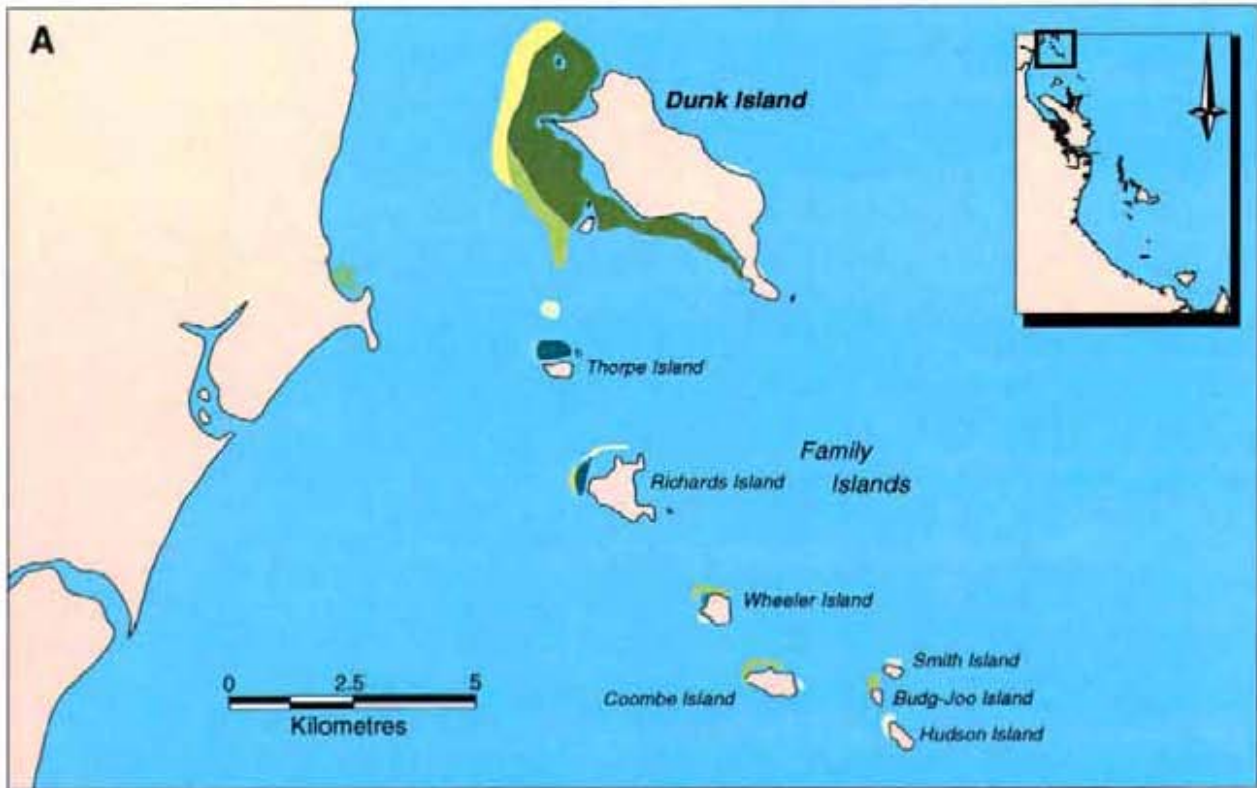 A
Dunk Island
Thorpe Island
Family
Islands
Richards Island
Wheeler Island
Smith Island
Coombe Island
Budg-Joo Island
Hudson Island
0 2.5 5
Kilometres